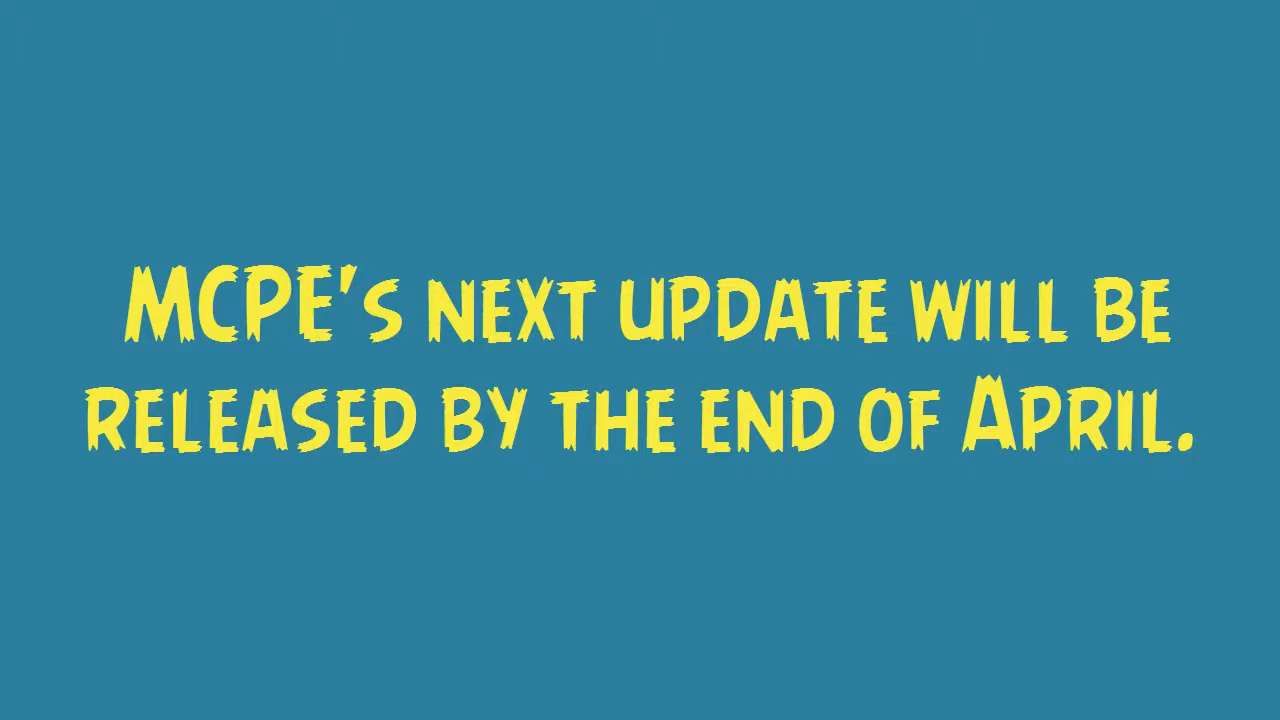 MCPE's next update will be
released by the end of April.